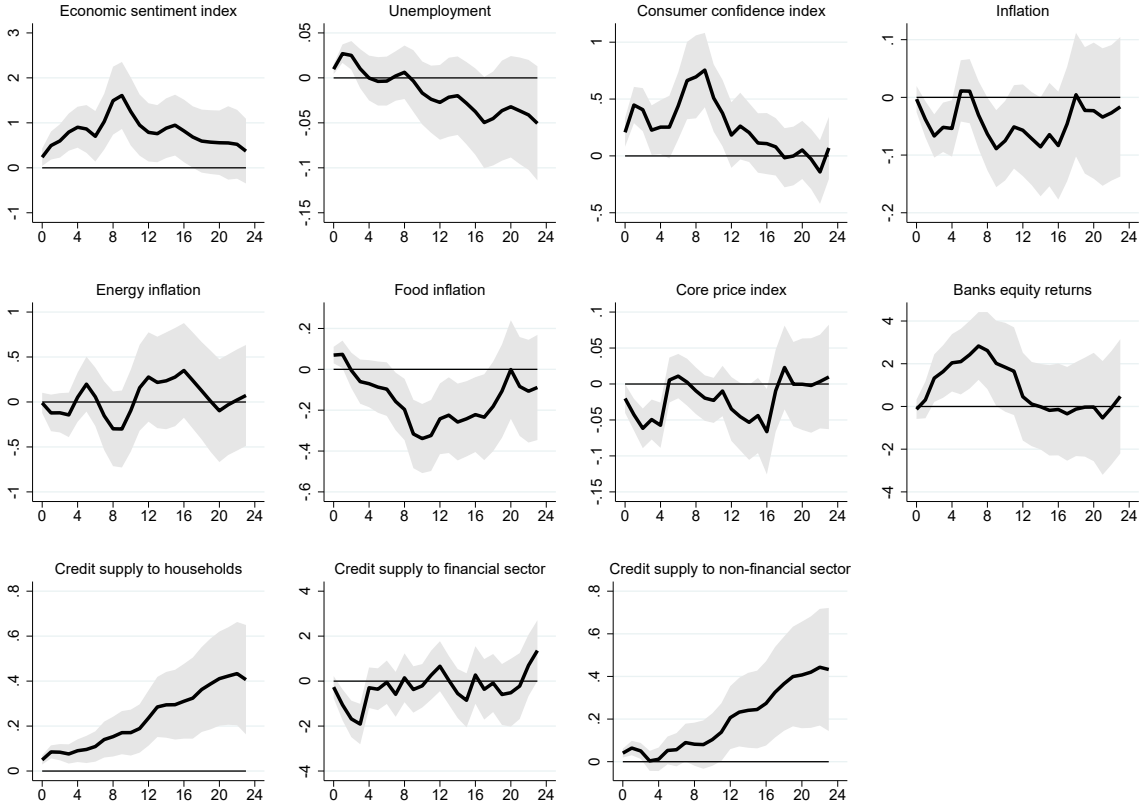 Economic sentiment index
3
2
1
0
-1
0 4 8 12 16 20 24
Unemployment
.05
0
-.05
-.1
-.15
0 4 8 12 16 20 24
Consumer confidence index
1
.5
0
-.5
0 4 8 12 16 20 24
Inflation
.1
0
-.1
-.2
0 4 8 12 16 20 24
Energy inflation
1
.5
0
-.5
-1
0 4 8 12 16 20 24
Food inflation
.2
0
-.2
-.4
-.6
0 4 8 12 16 20 24
Core price index
.1
.05
0
-.05
-.1
-.15
0 4 8 12 16 20 24
Banks equity returns
4
2
0
-2
-4
0 4 8 12 16 20 24
Credit supply to households
.8
.6
.4
.2
0
0 4 8 12 16 20 24
Credit supply to financial sector
4
2
0
-2
-4
0 4 8 12 16 20 24
Credit supply to non-financial sector
.8
.6
.4
.2
0
0 4 8 12 16 20 24